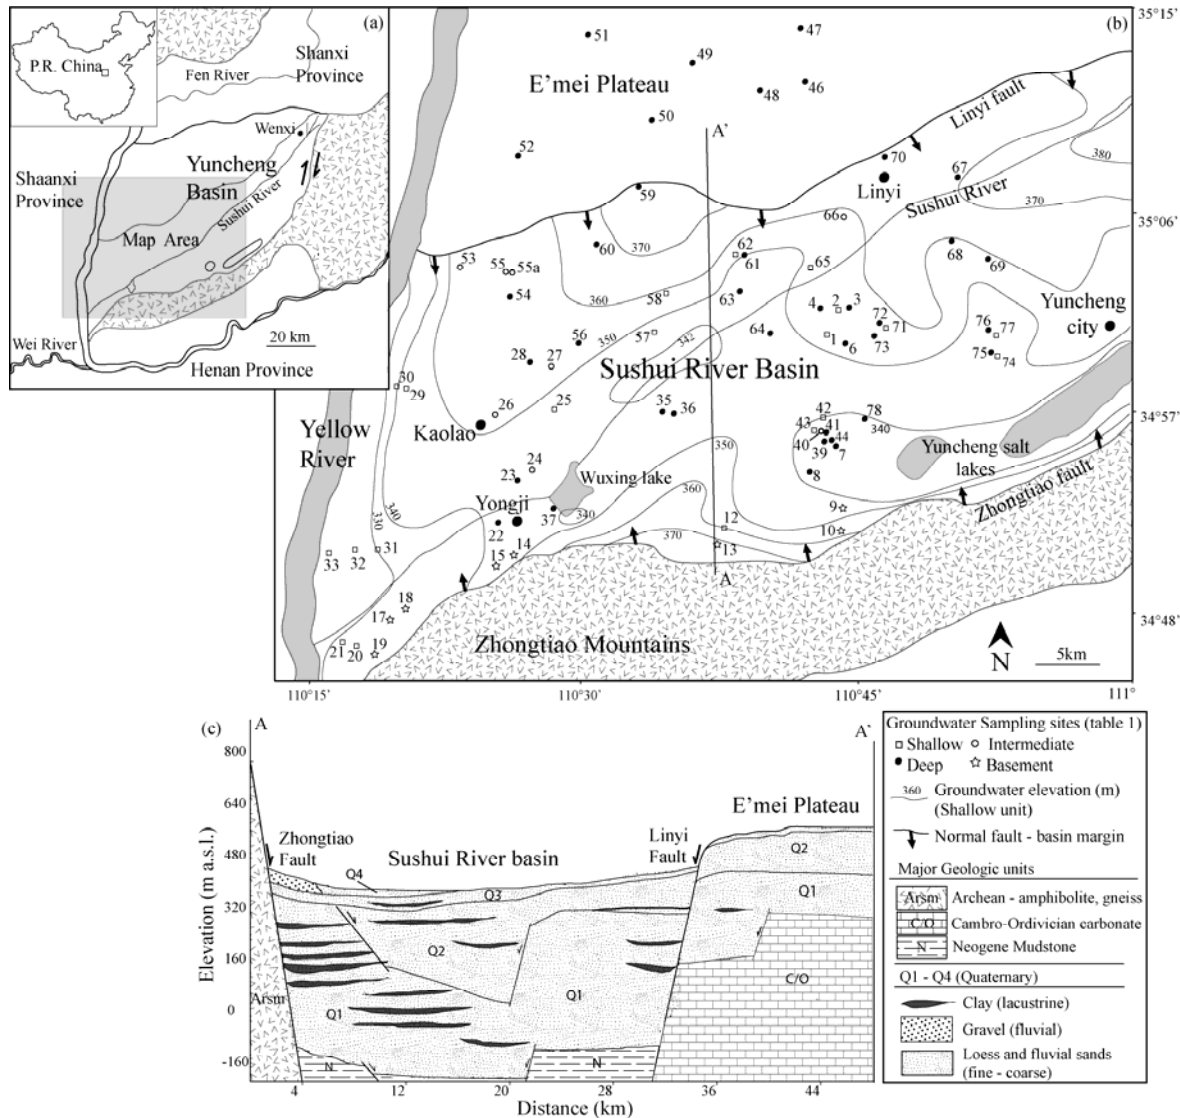 (a)
P.R. China
Shanxi
Province
Fen River
Wenxi
Yuncheng
Basin
Shaanxi
Province
Sushui River
Map Area
20 km
Wei River
Henan Province
(b)
35°15'
35°06'
34°57'
34°48'
47
51
49
E'mei Plateau
46
48
50
A'
Linyi fault
52
70
67
380
59
Linyi
Sushui River
66
370
370
60
62
53
55
55a
61
65
68
69
360
58
63
54
4
2
3
Yuncheng
city
72
71
76
77
56
350
57
342
64
1
6
73
75
74
28
27
Sushui River Basin
30
29
26
25
35
36
42
78
43
41
340
Yellow
River
Kaolao
40
44
39
7
350
Yuncheng salt
lakes
24
23
Wuxing lake
8
360
Zhongtiao fault
Yongji
9
340
330
340
37
12
10
22
14
370
13
31
32
33
15
A
18
17
Zhongtiao Mountains
N
21
20
19
5km
110°15'
110°30'
110°45'
111°
(c)
A
A'
800
640
480
320
160
0
-160
Elevation (m a.s.l.)
E'mei Plateau
Zhongtiao
Fault
Linyi
Fault
Sushui River basin
Q2
Q4
Q3
Q1
Q2
C/O
Arsm
Q1
Q1
N
N
4
12
20
28
36
44
Distance (km)
Groundwater Sampling sites (table 1)
Shallow
Intermediate
Deep
Basement
360
Groundwater elevation (m)
(Shallow unit)
Normal fault - basin margin
Major Geologic units
Arsm
Archean - amphibolite, gneiss
C/O
Cambro-Ordivician carbonate
N
Neogene Mudstone
Q1 - Q4 (Quaternary)
Clay (lacustrine)
Gravel (fluvial)
Loess and fluvial sands
(fine - coarse)